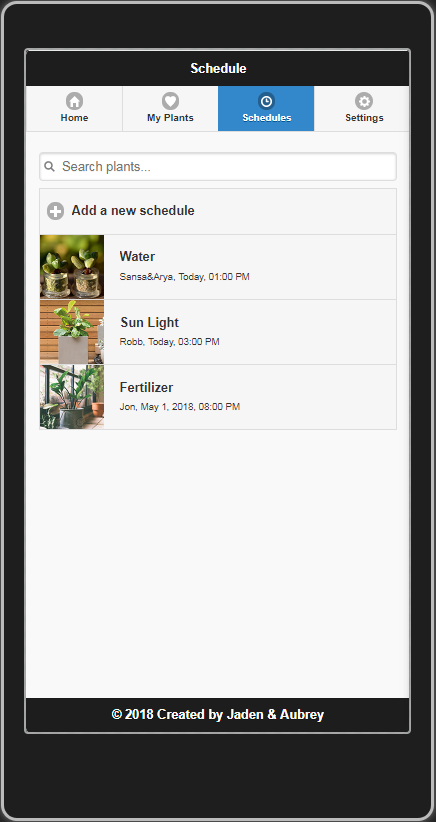 Schedule
Home
My Plants
Schedules
Settings
Search plants...
Add a new schedule
Water
Sansa&Arya, Today, 01:00 PM
Sun Light
Robb, Today, 03:00 PM
Fertilizer
Jon, May 1, 2018, 08:00 PM
© 2018 Created by Jaden & Aubrey